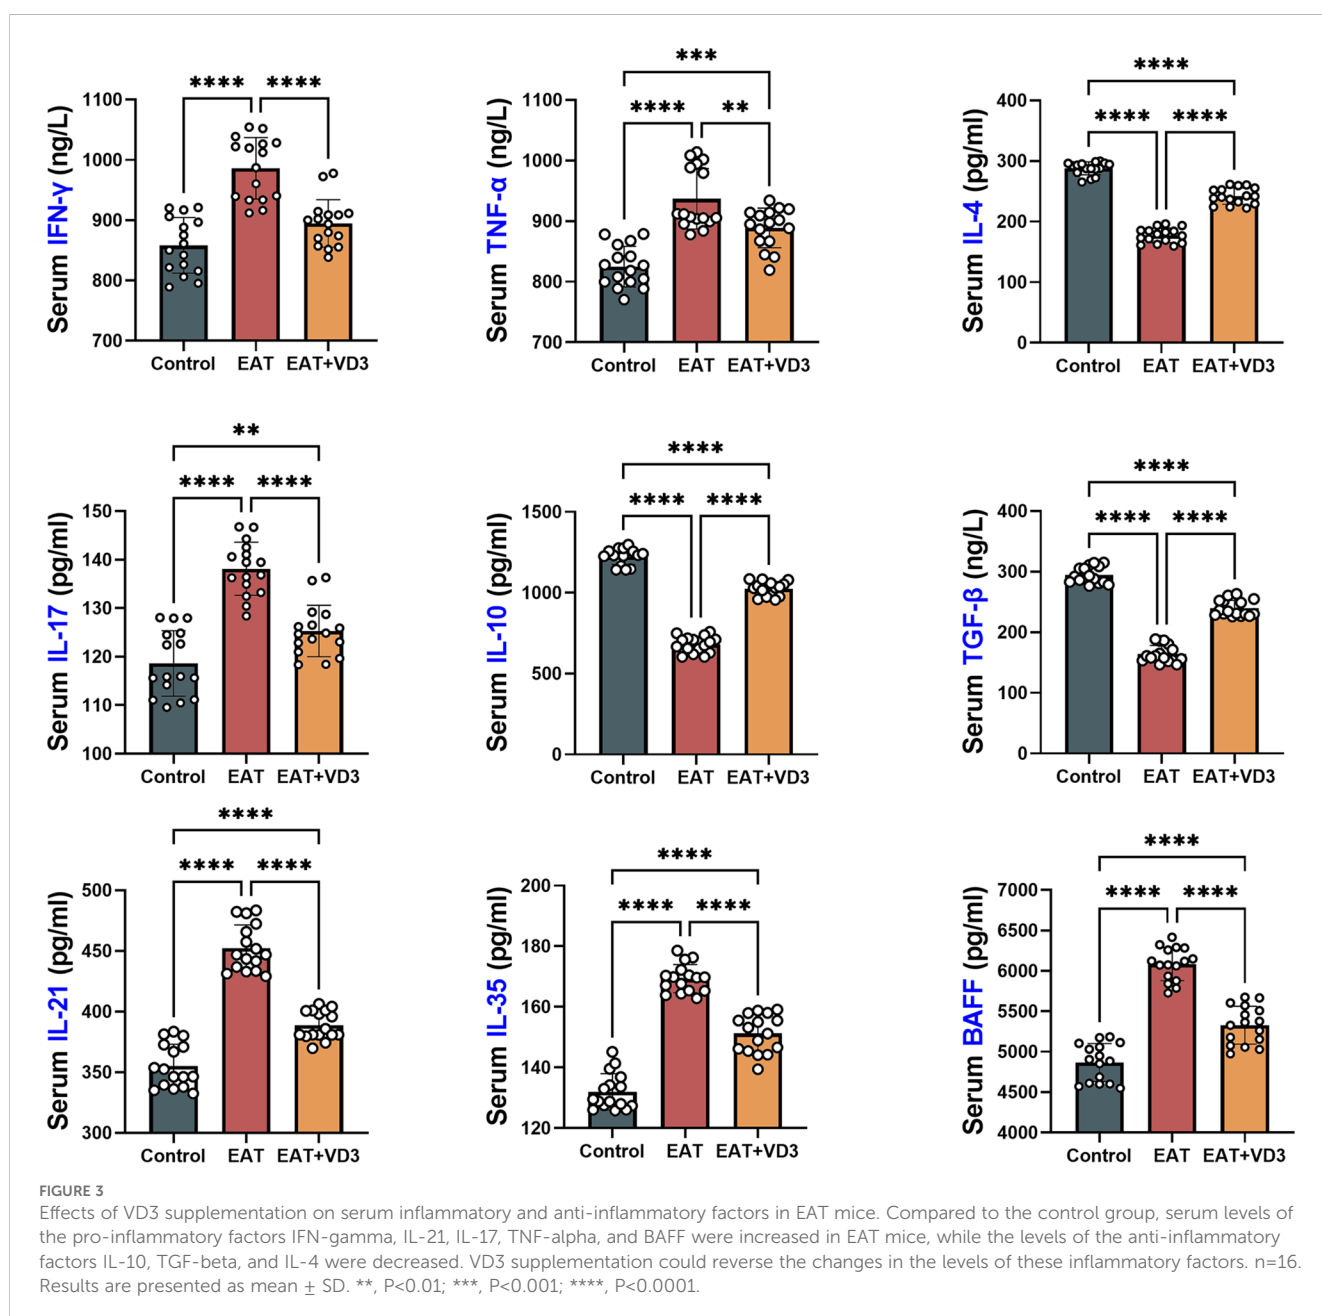 **** ****
Serum IFN-γ (ng/L)
1100
1000
900
800
700
Control EAT EAT+VD3
***
**** **
Serum TNF-α (ng/L)
1100
1000
900
800
700
Control EAT EAT+VD3
****
**** ****
Serum IL-4 (pg/ml)
400
300
200
100
0
Control EAT EAT+VD3
**
**** ****
Serum IL-17 (pg/ml)
150
140
130
120
110
100
Control EAT EAT+VD3
****
**** ****
Serum IL-10 (pg/ml)
1500
1000
500
0
Control EAT EAT+VD3
****
**** ****
Serum TGF-β (ng/L)
400
300
200
100
0
Control EAT EAT+VD3
****
**** ****
Serum IL-21 (pg/ml)
500
450
400
350
300
Control EAT EAT+VD3
****
**** ****
Serum IL-35 (pg/ml)
200
180
160
140
120
Control EAT EAT+VD3
****
**** ****
Serum BAFF (pg/ml)
7000
6500
6000
5500
5000
4500
4000
Control EAT EAT+VD3
FIGURE 3
Effects of VD3 supplementation on serum inflammatory and anti-inflammatory factors in EAT mice. Compared to the control group, serum levels of
the pro-inflammatory factors IFN-gamma, IL-21, IL-17, TNF-alpha, and BAFF were increased in EAT mice, while the levels of the anti-inflammatory
factors IL-10, TGF-beta, and IL-4 were decreased. VD3 supplementation could reverse the changes in the levels of these inflammatory factors. n=16.
Results are presented as mean ± SD. **, P<0.01; ***, P<0.001; ****, P<0.0001.